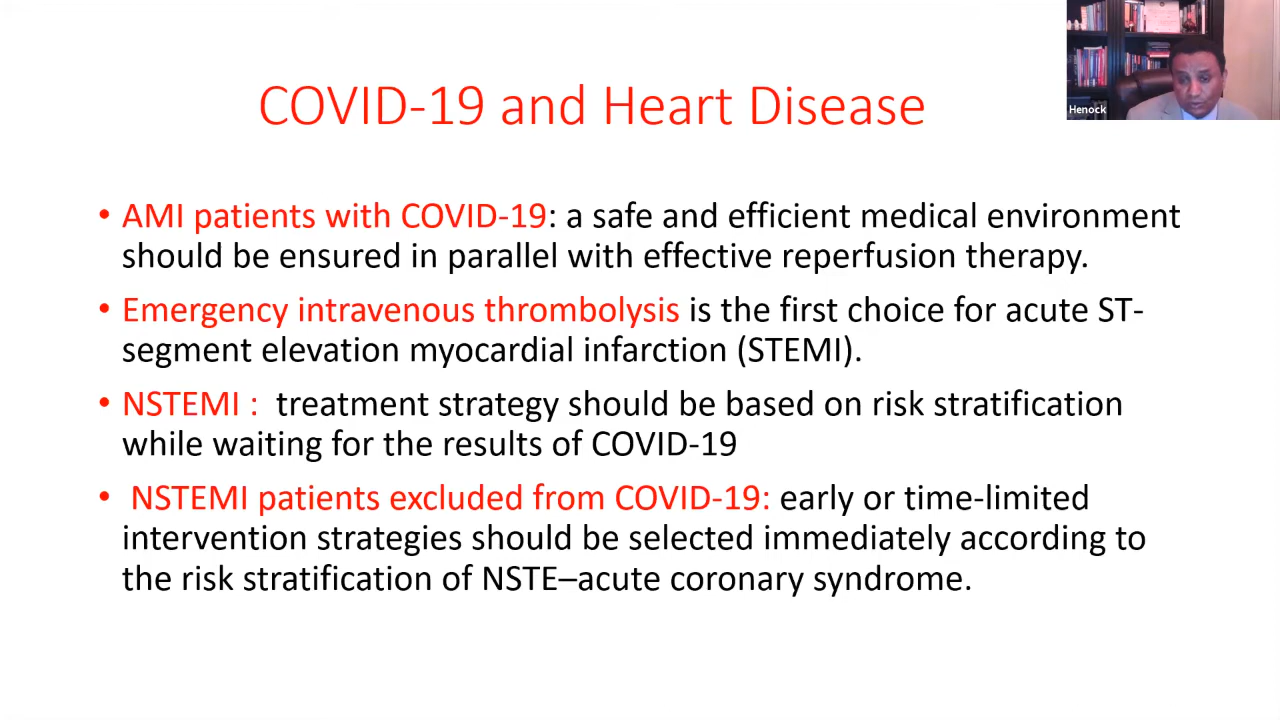 Henock
COVID-19 and Heart Disease
• AMI patients with COVID-19: a safe and efficient medical environment
should be ensured in parallel with effective reperfusion therapy.
• Emergency intravenous thrombolysis is the first choice for acute ST-
segment elevation myocardial infarction (STEMI).
• NSTEMI : treatment strategy should be based on risk stratification
while waiting for the results of COVID-19
• NSTEMI patients excluded from COVID-19: early or time-limited
intervention strategies should be selected immediately according to
the risk stratification of NSTE–acute coronary syndrome.